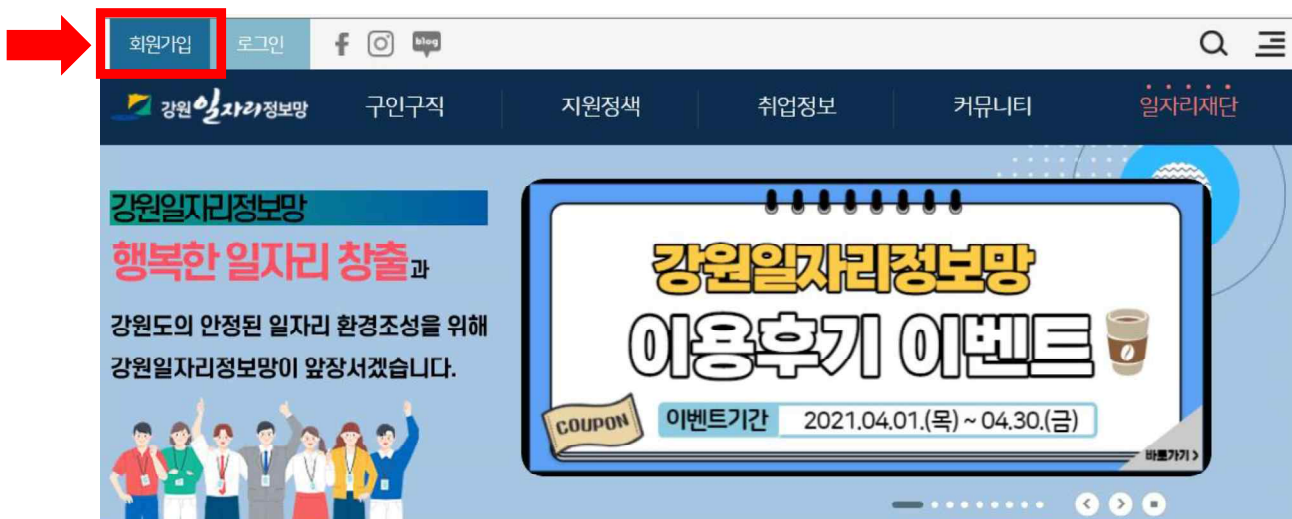 회원가입 로그인 blog
강원일자리정보망 구인구직 지원정색 취업정보 커뮤니티 일자리재단
강원일자리정보망
행복한 일자리 창출과
강원도의 안정된 일자리 환경조성을 위해
강원일자리정보망이 앞장서겠습니다.
강원일자리정보망
이용후기 이벤트
COUPON 이벤트기간 2021.04.01.(목) ~ 04.30.(금)
바로가기 >